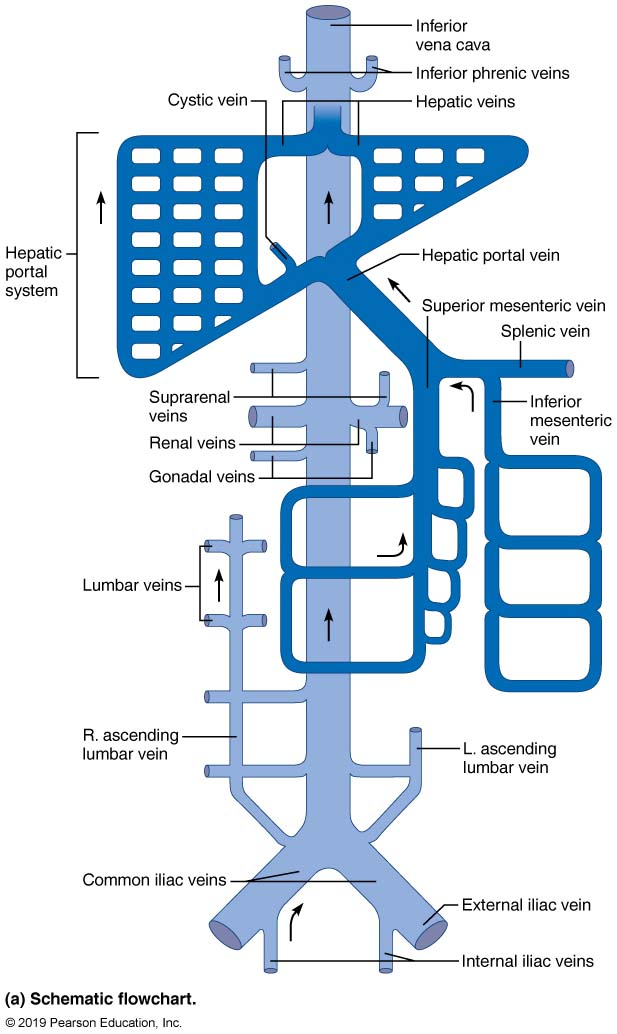 Inferior
vena cava
Inferior phrenic veins
Cystic vein
Hepatic veins
Hepatic
portal
system
Hepatic portal vein
Superior mesenteric vein
Splenic vein
Suprarenal
veins
Inferior
mesenteric
vein
Renal veins
Gonadal veins
Lumbar veins
R. ascending
lumbar vein
L. ascending
lumbar vein
Common iliac veins
External iliac vein
Internal iliac veins
(a) Schematic flowchart.
© 2019 Pearson Education, Inc.